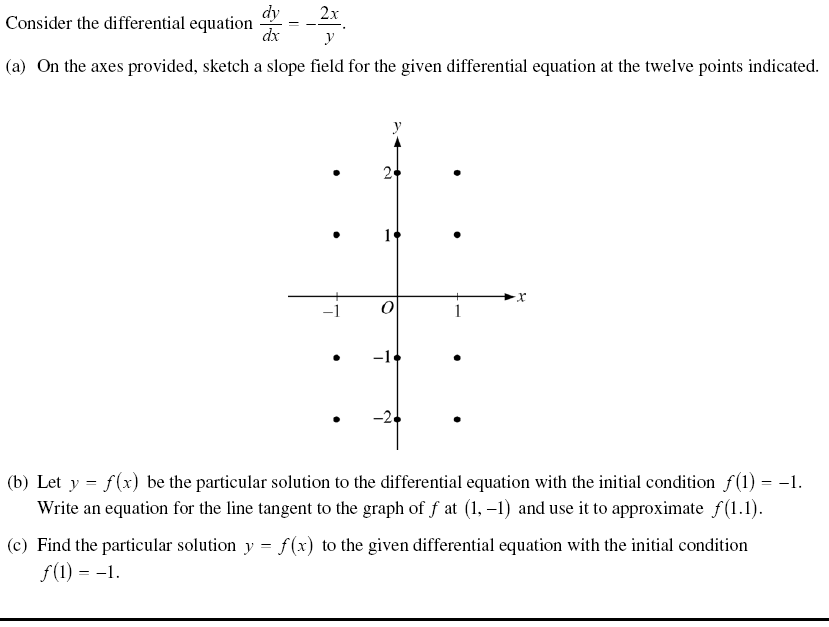 Consider the differential equation dy/dx = −2x/y.
(a) On the axes provided, sketch a slope field for the given differential equation at the twelve points indicated.
y
2
1
x
−1 O 1
−1
−2
(b) Let y = f(x) be the particular solution to the differential equation with the initial condition f(1) = −1.
Write an equation for the line tangent to the graph of f at (1, −1) and use it to approximate f(1.1).
(c) Find the particular solution y = f(x) to the given differential equation with the initial condition
f(1) = −1.